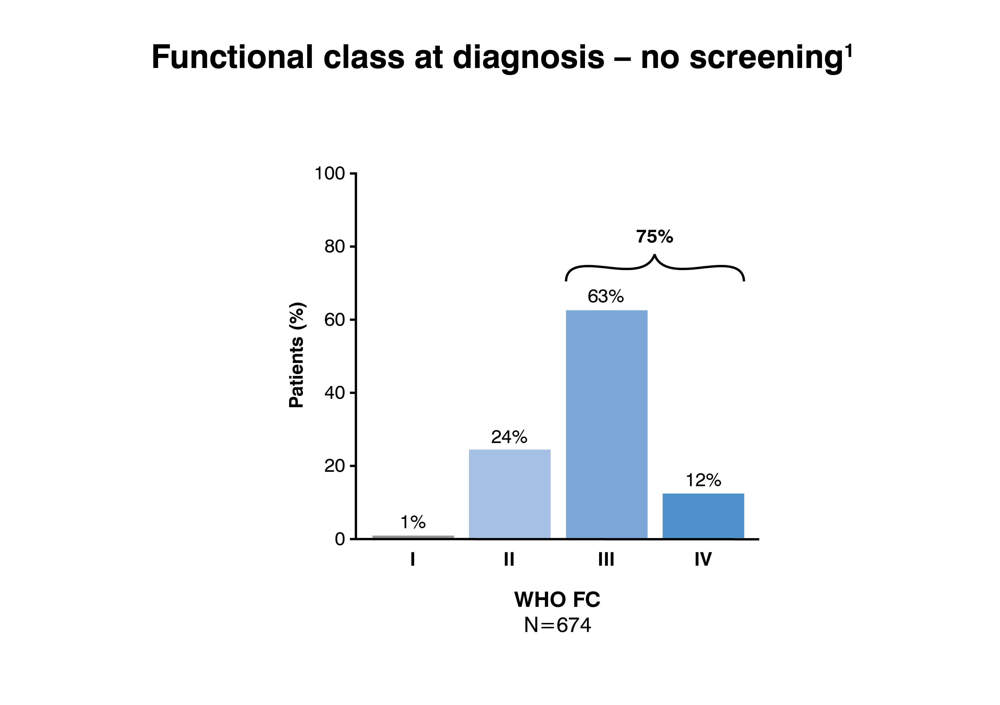 Functional class at diagnosis – no screening¹
100
80
60
40
20
0
Patients (%)
75%
63%
24%
12%
1%
I II III IV
WHO FC
N=674